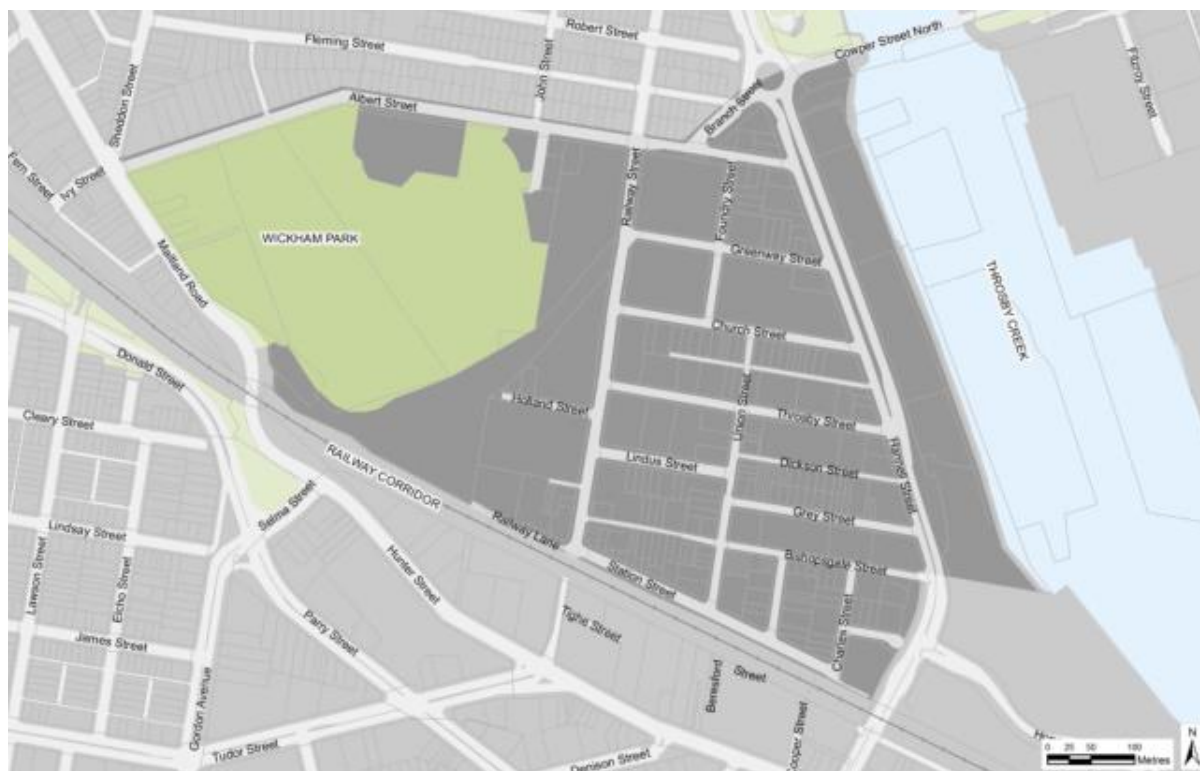 Robert Street
Fleming Street
Cowper Street North
Fitzroy Street
John Street
Sheddon Street
Albert Street
Branch Street
Fern Street
Ivy Street
Railway Street
Foundry Street
WICKHAM PARK
Greenway Street
Maitland Road
THROSBY CREEK
Church Street
Donald Street
Holland Street
Union Street
Throsby Street
Cleary Street
Hannell Street
Lindus Street
Dickson Street
RAILWAY CORRIDOR
Selma Street
Grey Street
Lindsay Street
Railway Lane
Hunter Street
Bishopsgate Street
Station Street
Lawson Street
Elcho Street
Charles Street
Tighe Street
Parry Street
James Street
Beresford
Street
Gordon Avenue
Cooper Street
Tudor Street
Denison Street
N
0 25 50 100
Metres